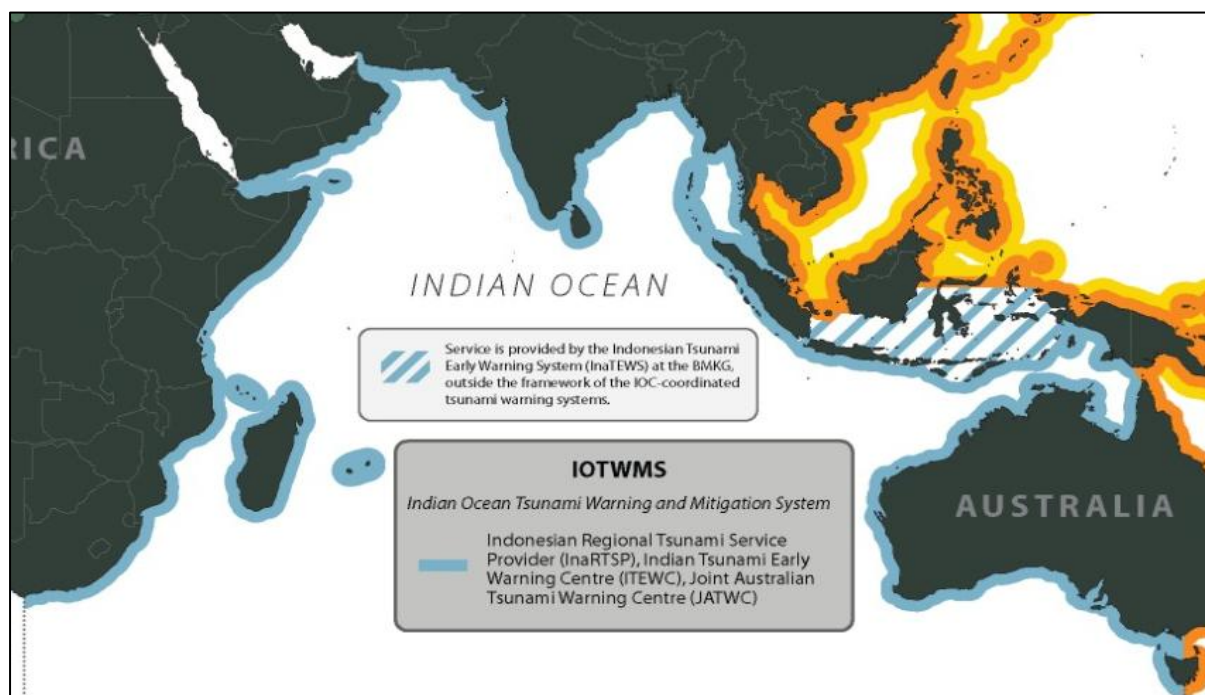 RICA
INDIAN OCEAN
Service is provided by the Indonesian Tsunami
Early Warning System (InaTEWS) at the BMKG,
outside the framework of the IOC-coordinated
tsunami warning systems.
IOTWMS
Indian Ocean Tsunami Warning and Mitigation System
Indonesian Regional Tsunami Service
Provider (InaRTSP), Indian Tsunami Early
Warning Centre (ITEWC), Joint Australian
Tsunami Warning Centre (JATWC)
AUSTRALIA